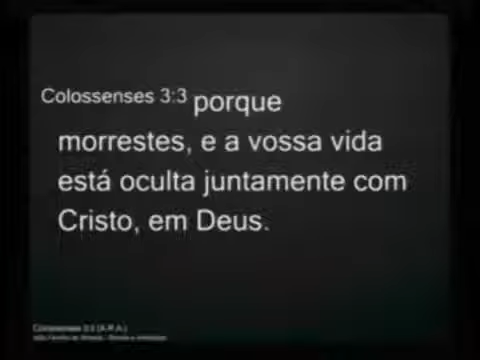 Colossenses 3:3 porque
morrestes, e a vossa vida
está oculta juntamente com
Cristo, em Deus.
Colossenses 3:3 (A.R.A.)